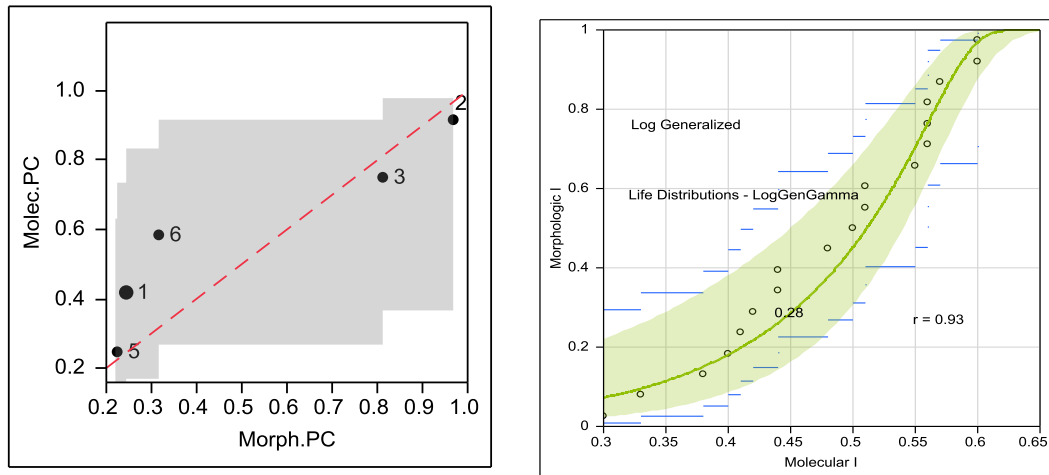 1.0
0.8
0.6
0.4
0.2
Molec.PC
2
3
6
1
5
0.2 0.3 0.4 0.5 0.6 0.7 0.8 0.9 1.0
Morph.PC
1
0.8
0.6
0.4
0.2
0
Morphologic I
Log Generalized
Life Distributions - LogGenGamma
0.28
r = 0.93
0.3 0.35 0.4 0.45 0.5 0.55 0.6 0.65
Molecular I